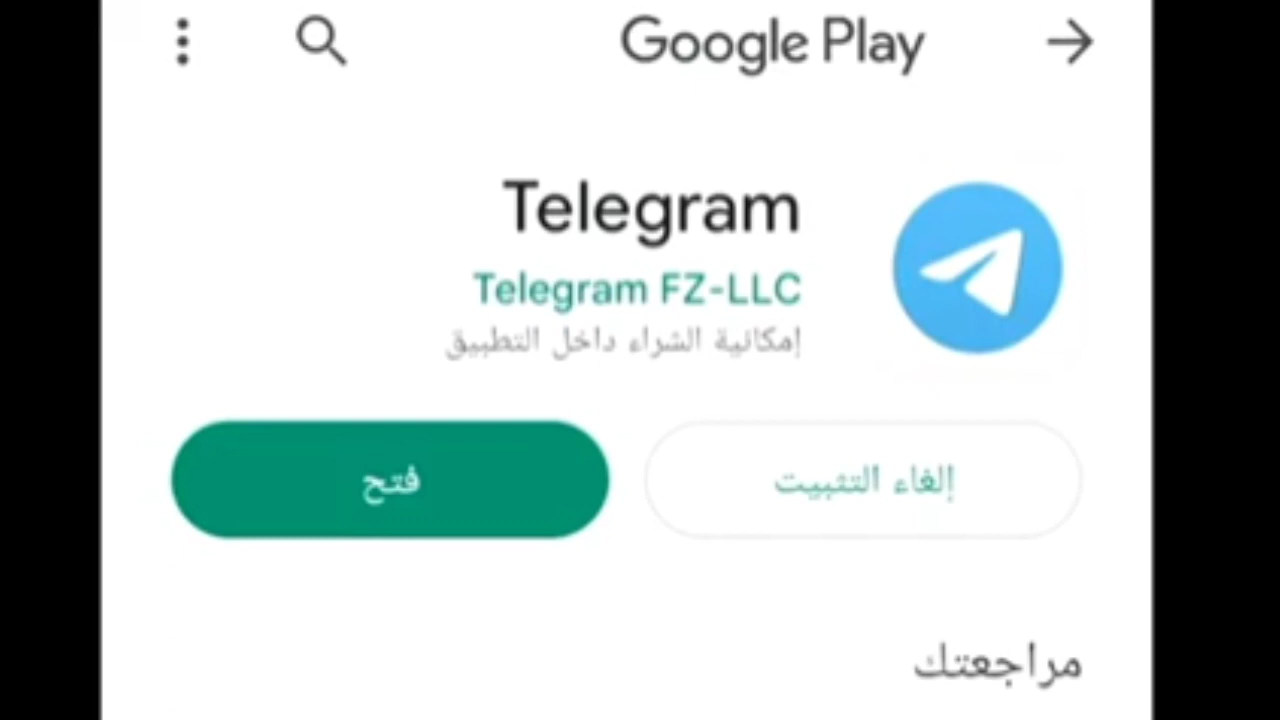 Google Play
Telegram
Telegram FZ-LLC
إمكانية الشراء داخل التطبيق
إلغاء التثبيت
فتح
مراجعتك